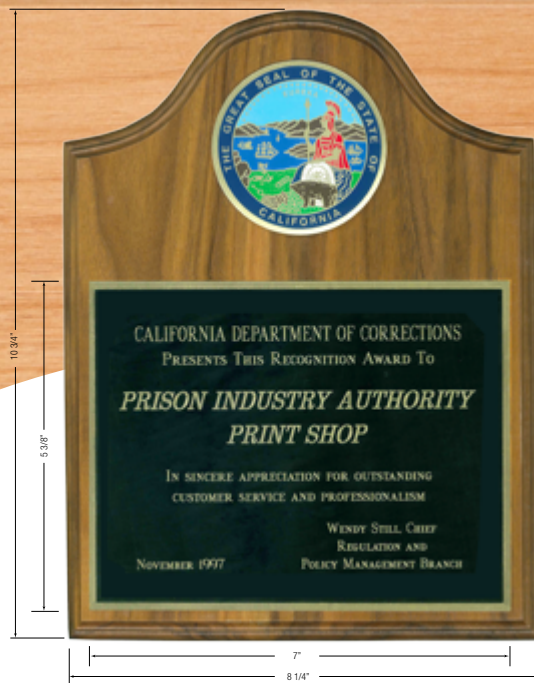 THE GREAT SEAL OF THE STATE OF CALIFORNIA
EUREKA
10 3/4"
5 3/8"
CALIFORNIA DEPARTMENT OF CORRECTIONS
PRESENTS THIS RECOGNITION AWARD TO
PRISON INDUSTRY AUTHORITY
PRINT SHOP
IN SINCERE APPRECIATION FOR OUTSTANDING
CUSTOMER SERVICE AND PROFESSIONALISM
WENDY STILL, CHIEF
REGULATION AND
NOVEMBER 1997 POLICY MANAGEMENT BRANCH
7"
8 1/4"